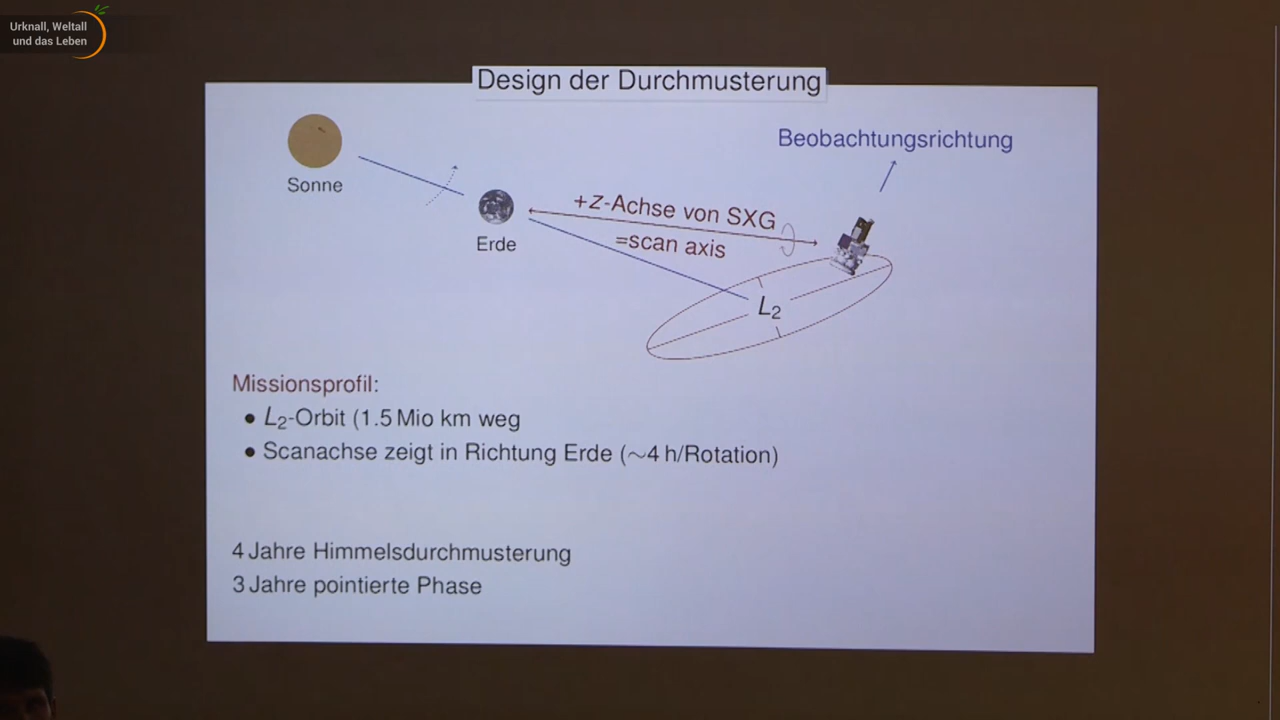 Urknall, Weltall
und das Leben
Design der Durchmusterung
Beobachtungsrichtung
Sonne
+z-Achse von SXG
=scan axis
Erde
L₂
Missionsprofil:
• L₂-Orbit (1.5 Mio km weg
• Scanachse zeigt in Richtung Erde (∼4 h/Rotation)
4 Jahre Himmelsdurchmusterung
3 Jahre pointierte Phase